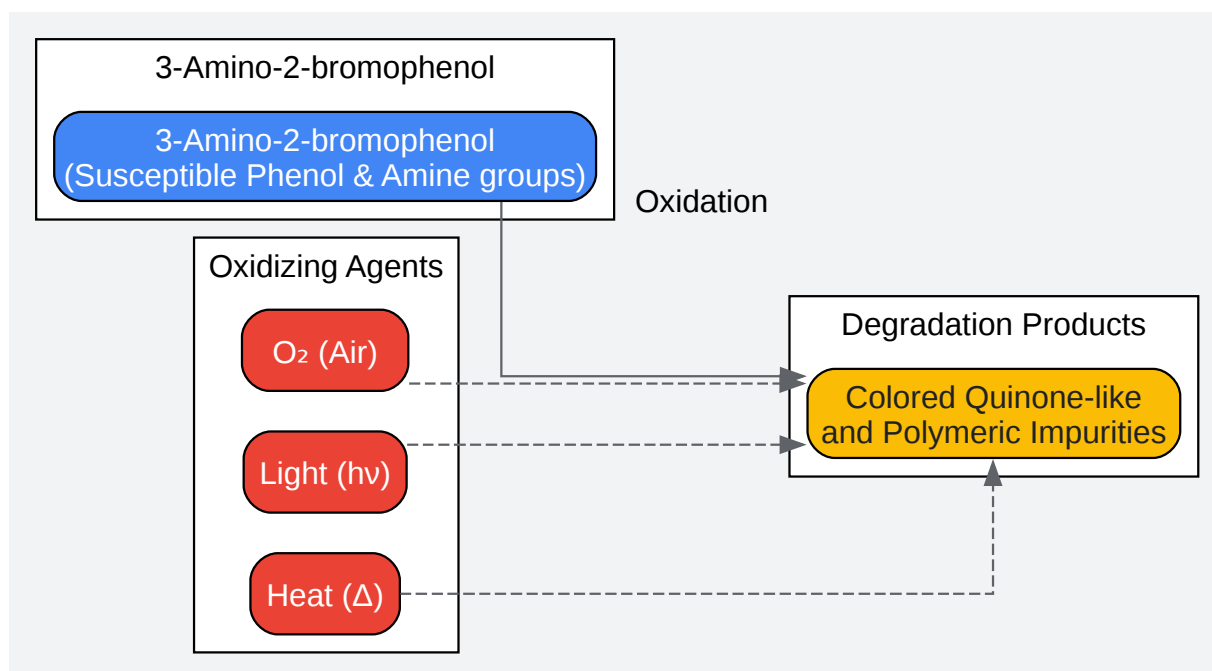 3-Amino-2-bromophenol
3-Amino-2-bromophenol
(Susceptible Phenol & Amine groups)
Oxidation
Oxidizing Agents
O₂ (Air)
Light (hν)
Heat (Δ)
Degradation Products
Colored Quinone-like
and Polymeric Impurities